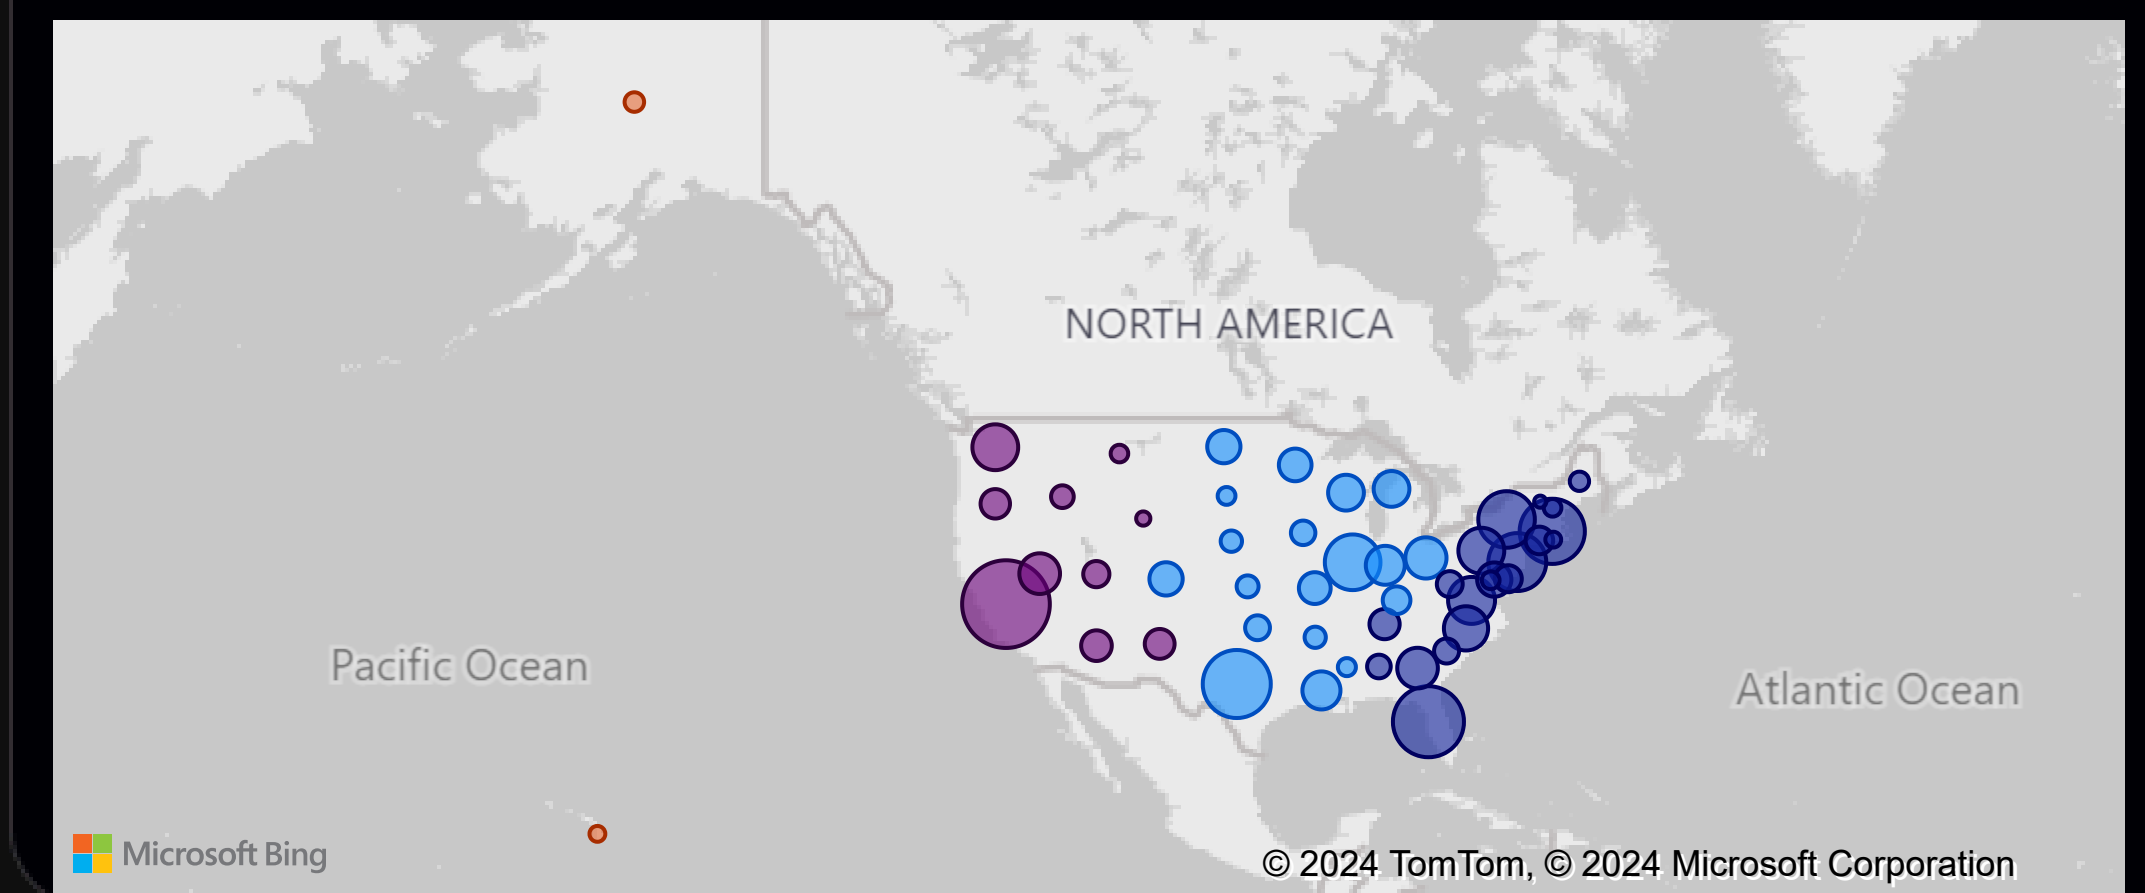 NORTH AMERICA
Pacific Ocean
Atlantic Ocean
Microsoft Bing
© 2024 TomTom, © 2024 Microsoft Corporation